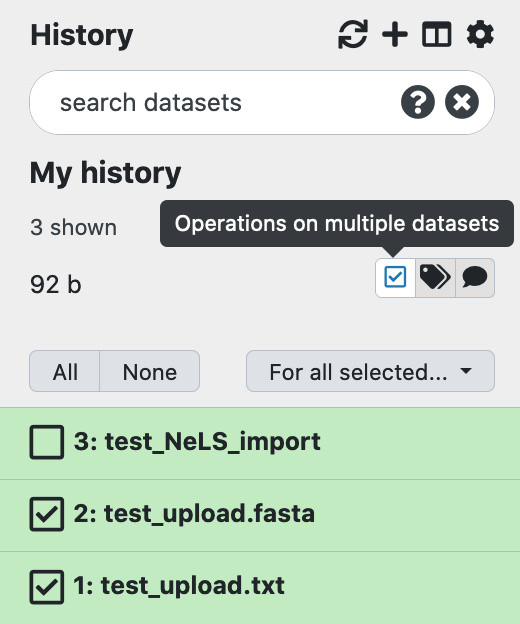 History
search datasets
My history
3 shown
Operations on multiple datasets
92 b
All None For all selected...
3: test_NeLS_import
2: test_upload.fasta
1: test_upload.txt